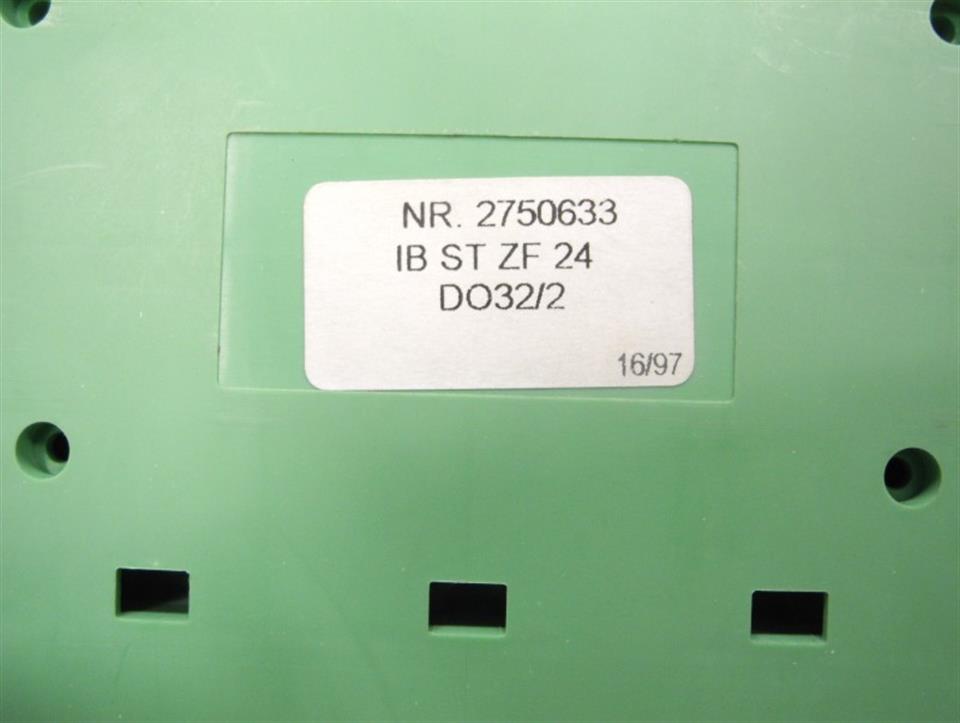 NR. 2750633
IB ST ZF 24
DO32/2
16/97